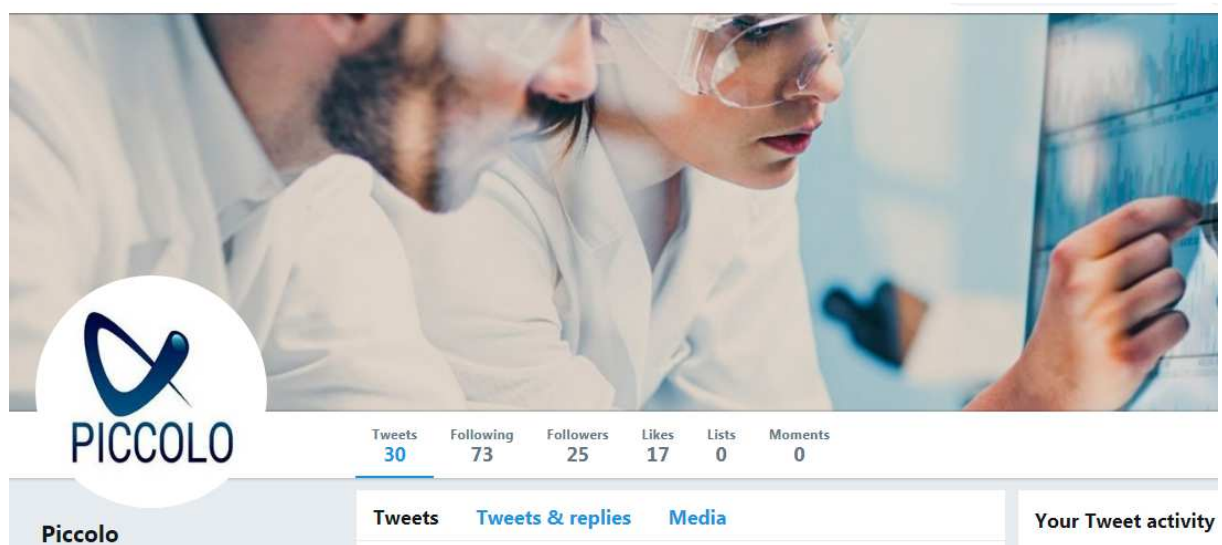 PICCOLO
Tweets Following Followers Likes Lists Moments
30 73 25 17 0 0
Piccolo
Tweets Tweets & replies Media
Your Tweet activity